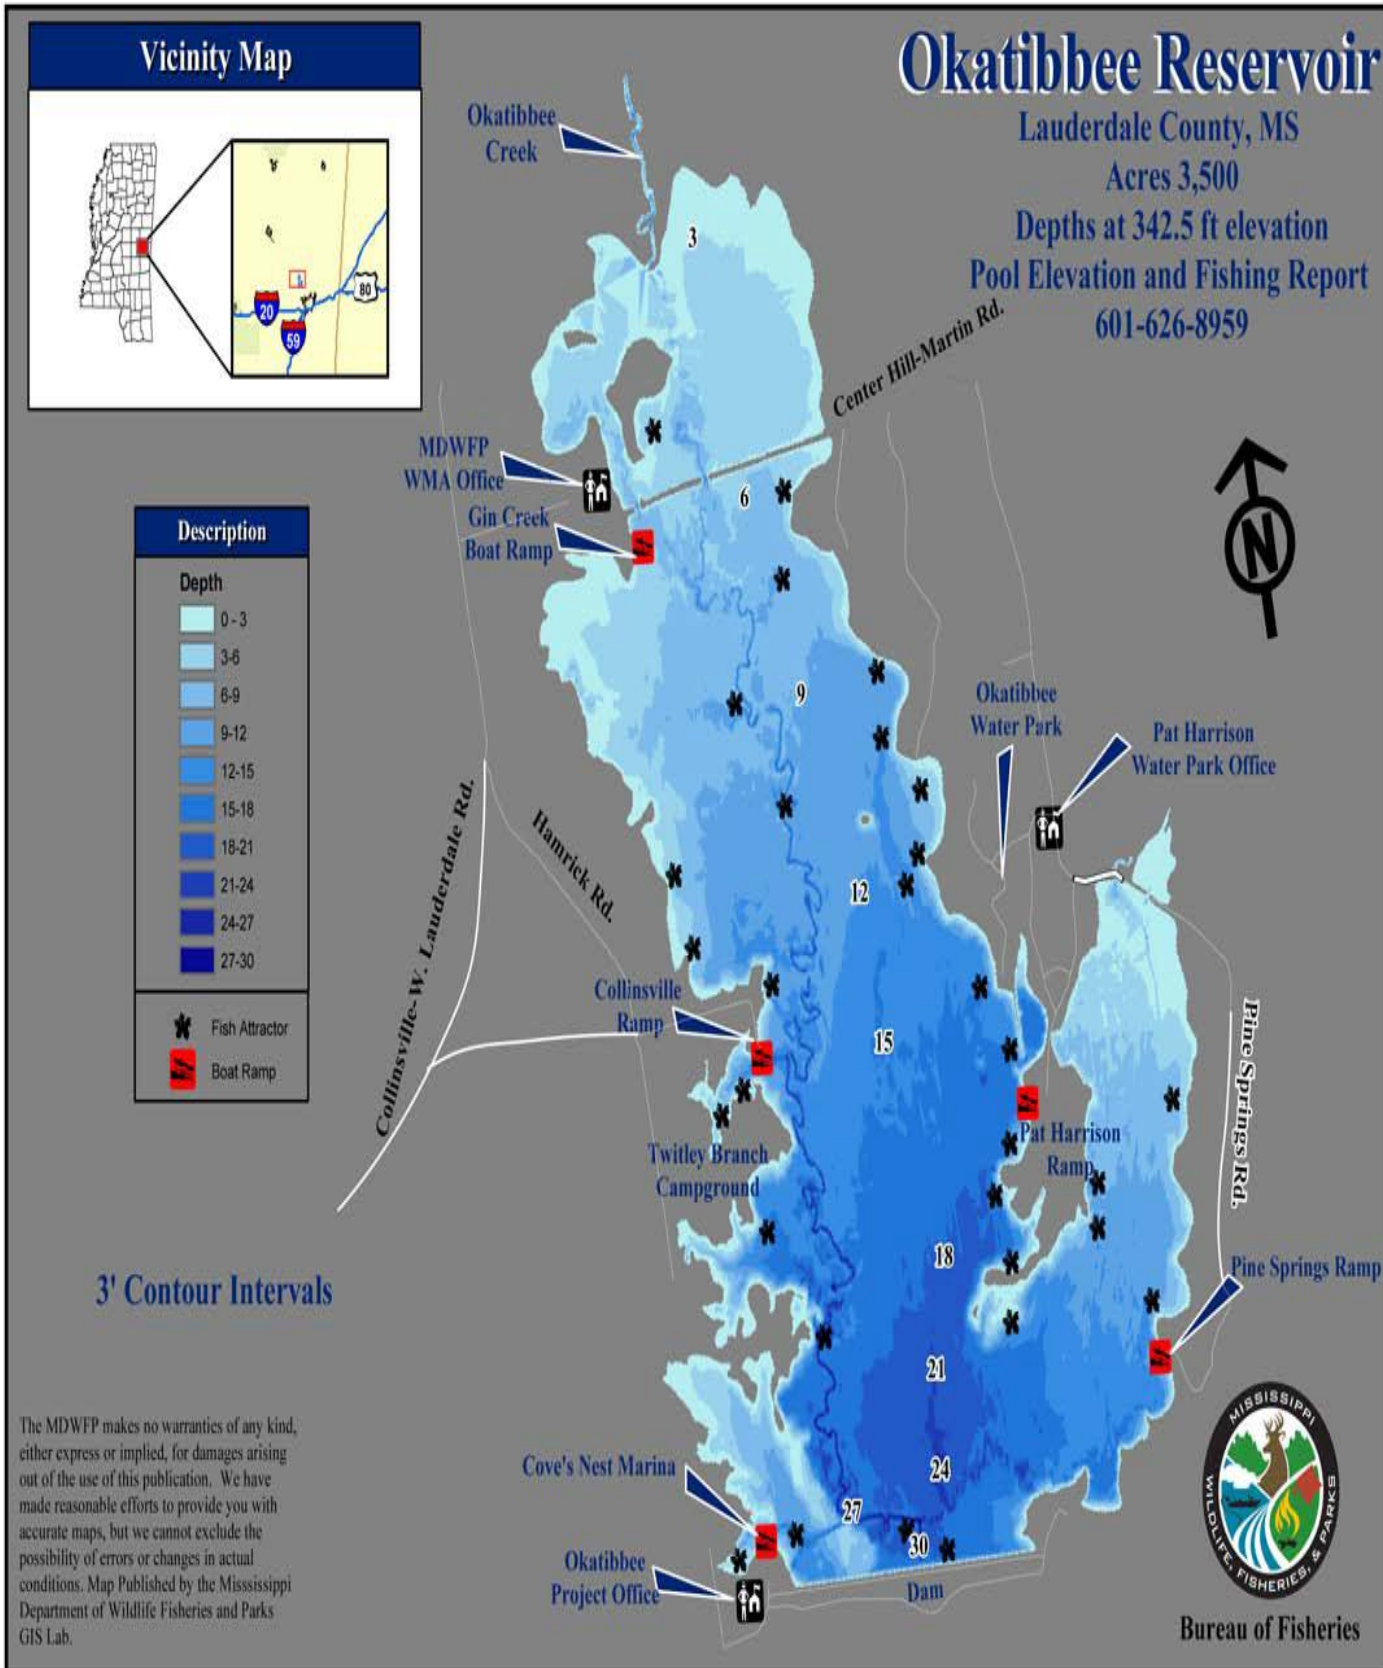 Vicinity Map
20
59
80
Okatibbee Reservoir
Lauderdale County, MS
Acres 3,500
Depths at 342.5 ft elevation
Pool Elevation and Fishing Report
601-626-8959
Okatibbee
Creek
3
Center Hill-Martin Rd.
MDWFP
WMA Office
6
Gin Creek
Boat Ramp
N
Description
Depth
0 - 3
3-6
6-9
9-12
12-15
15-18
18-21
21-24
24-27
27-30
Fish Attractor
Boat Ramp
9
Okatibbee
Water Park
Pat Harrison
Water Park Office
Collinsville-W. Lauderdale Rd.
Hamrick Rd.
12
Collinsville
Ramp
15
Pine Springs Rd.
Pat Harrison
Ramp
Twitley Branch
Campground
18
Pine Springs Ramp
3' Contour Intervals
21
24
Cove's Nest Marina
27
30
Okatibbee
Project Office
Dam
The MDWFP makes no warranties of any kind,
either express or implied, for damages arising
out of the use of this publication. We have
made reasonable efforts to provide you with
accurate maps, but we cannot exclude the
possibility of errors or changes in actual
conditions. Map Published by the Misssissippi
Department of Wildlife Fisheries and Parks
GIS Lab.
MISSISSIPPI
WILDLIFE, FISHERIES, & PARKS
Bureau of Fisheries